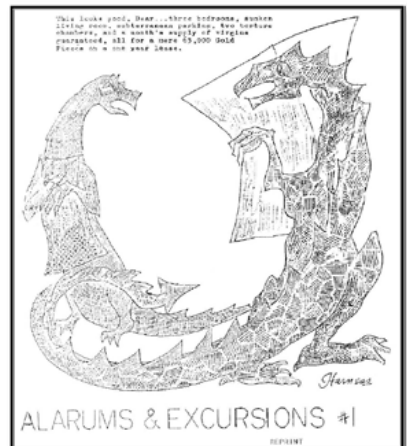 This looks good, Dear...three bedrooms, sunken
living room, subterranean parking, two torture
chambers, and a month's supply of virgins
guaranteed, all for a mere 65,000 Gold
Pieces on a one year lease.
ALARUMS & EXCURSIONS #1
REPRINT